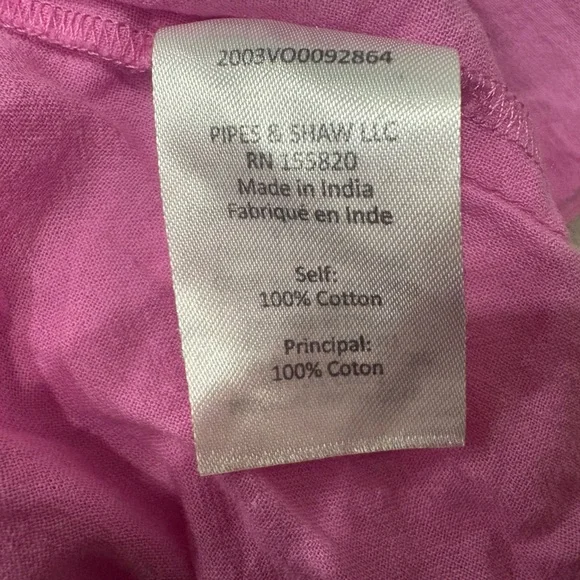 2003VO0092864
PIPES & SHAW LLC
RN 155820
Made in India
Fabriqué en Inde
Self:
100% Cotton
Principal:
100% Coton